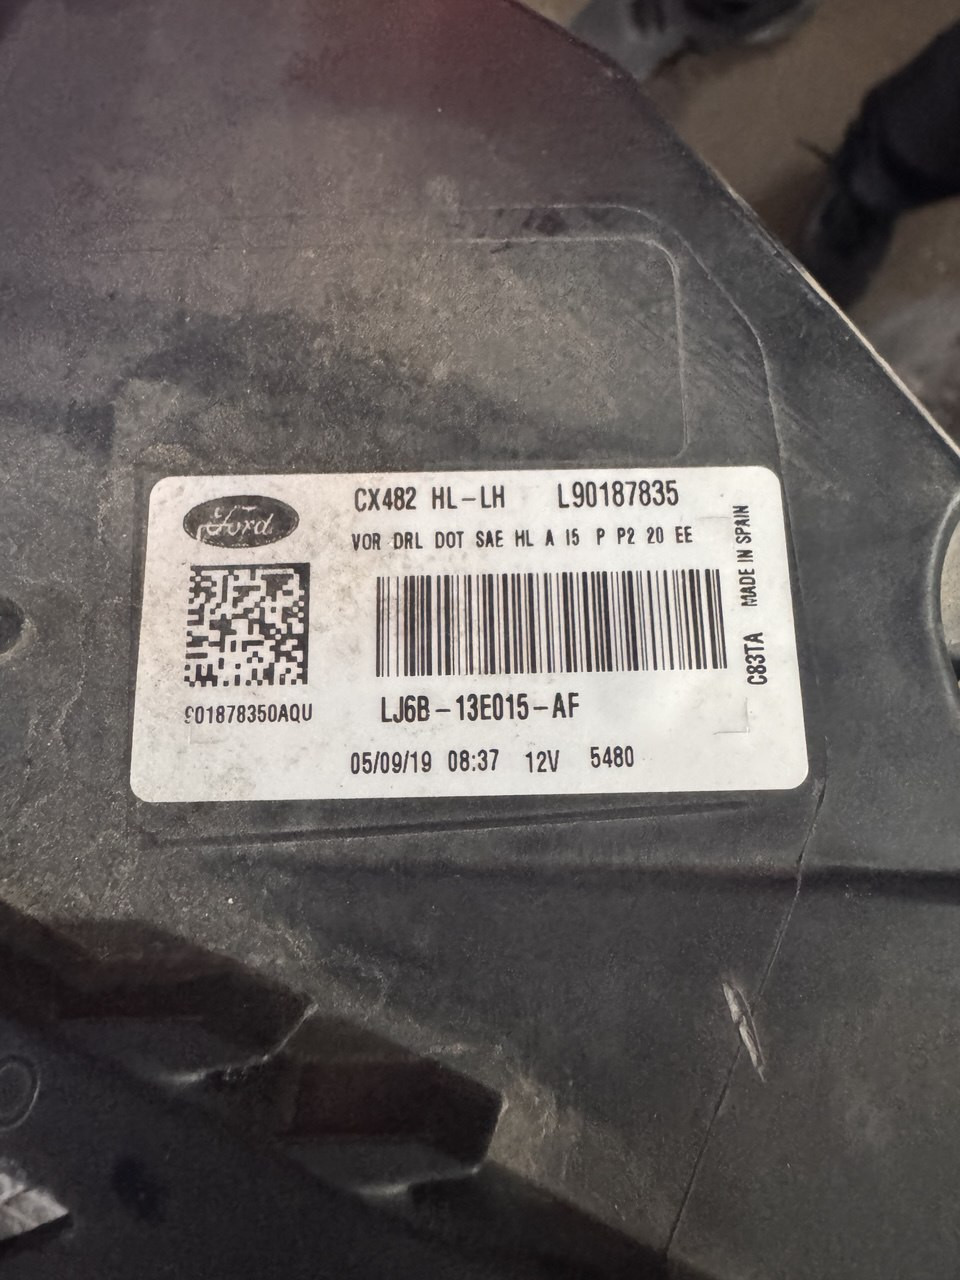 Ford
CX482 HL-LH L90187835
VOR DRL DOT SAE HL A I5 P P2 20 EE
901878350AQU
LJ6B-13E015-AF
05/09/19 08:37 12V 5480
C83TA MADE IN SPAIN